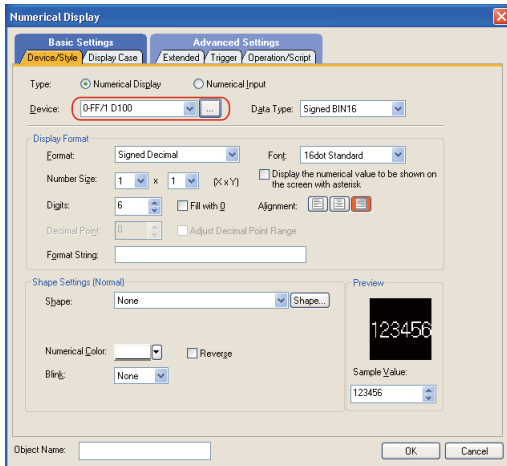 Numerical Display
Basic Settings Advanced Settings
Device/Style Display Case Extended Trigger Operation/Script
Type: Numerical Display Numerical Input
Device: 0-FF/1 D100 ... Data Type: Signed BIN16
Display Format
Format: Signed Decimal Font: 16dot Standard
Number Size: 1 x 1 (X x Y) Display the numerical value to be shown on
the screen with asterisk
Digits: 6 Fill with 0 Alignment:
Decimal Point: 0 Adjust Decimal Point Range
Format String:
Shape Settings (Normal) Preview
Shape: None Shape...
123456
Numerical Color: Reverse
Sample Value:
Blink: None
123456
Object Name: OK Cancel